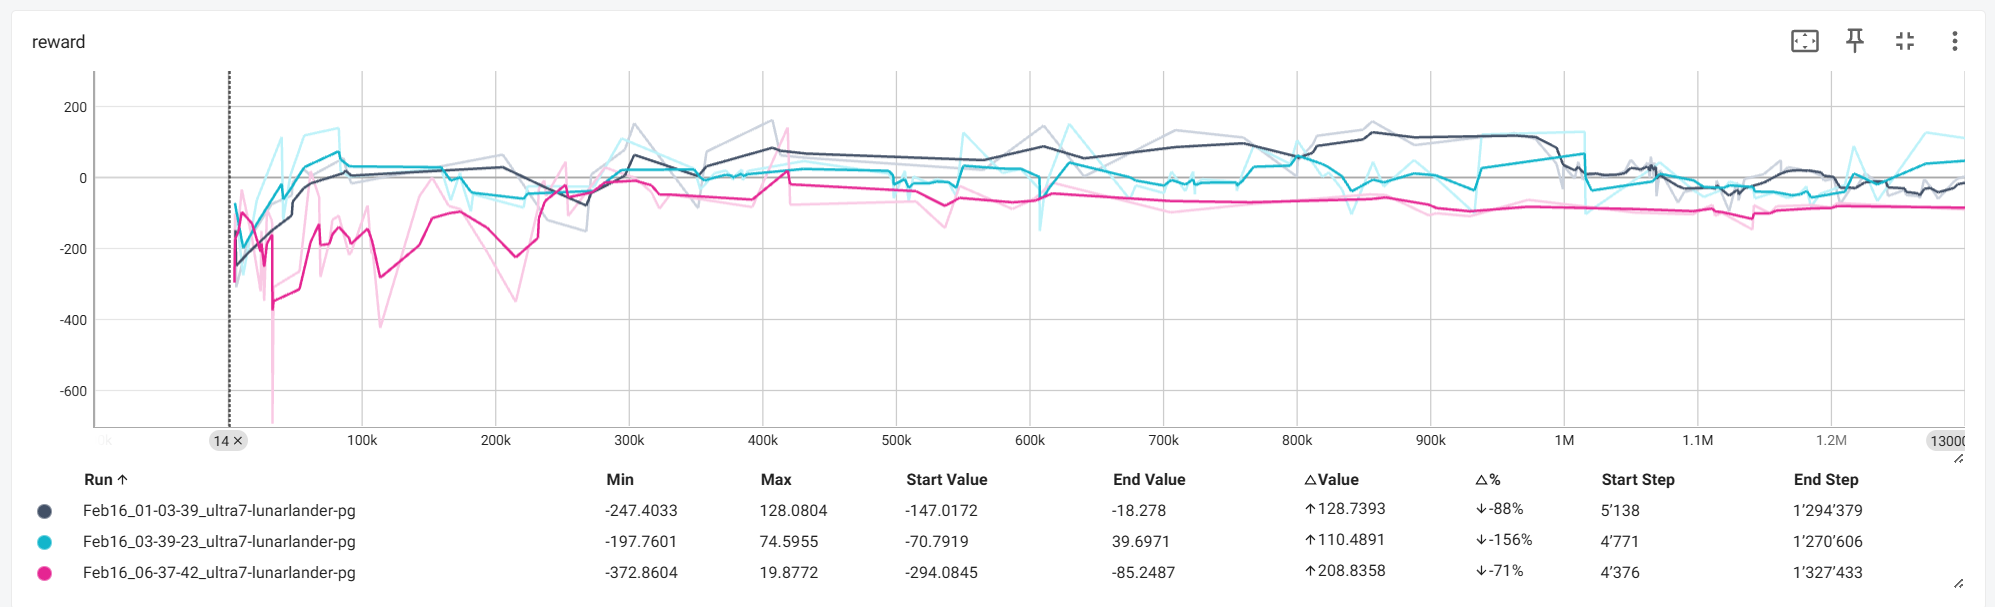 reward
200
0
-200
-400
-600
14 × 100k 200k 300k 400k 500k 600k 700k 800k 900k 1M 1.1M 1.2M
Run ↑ Min Max Start Value End Value △Value △% Start Step End Step
Feb16_01-03-39_ultra7-lunarlander-pg -247.4033 128.0804 -147.0172 -18.278 ↑128.7393 ↓-88% 5’138 1’294’379
Feb16_03-39-23_ultra7-lunarlander-pg -197.7601 74.5955 -70.7919 39.6971 ↑110.4891 ↓-156% 4’771 1’270’606
Feb16_06-37-42_ultra7-lunarlander-pg -372.8604 19.8772 -294.0845 -85.2487 ↑208.8358 ↓-71% 4’376 1’327’433